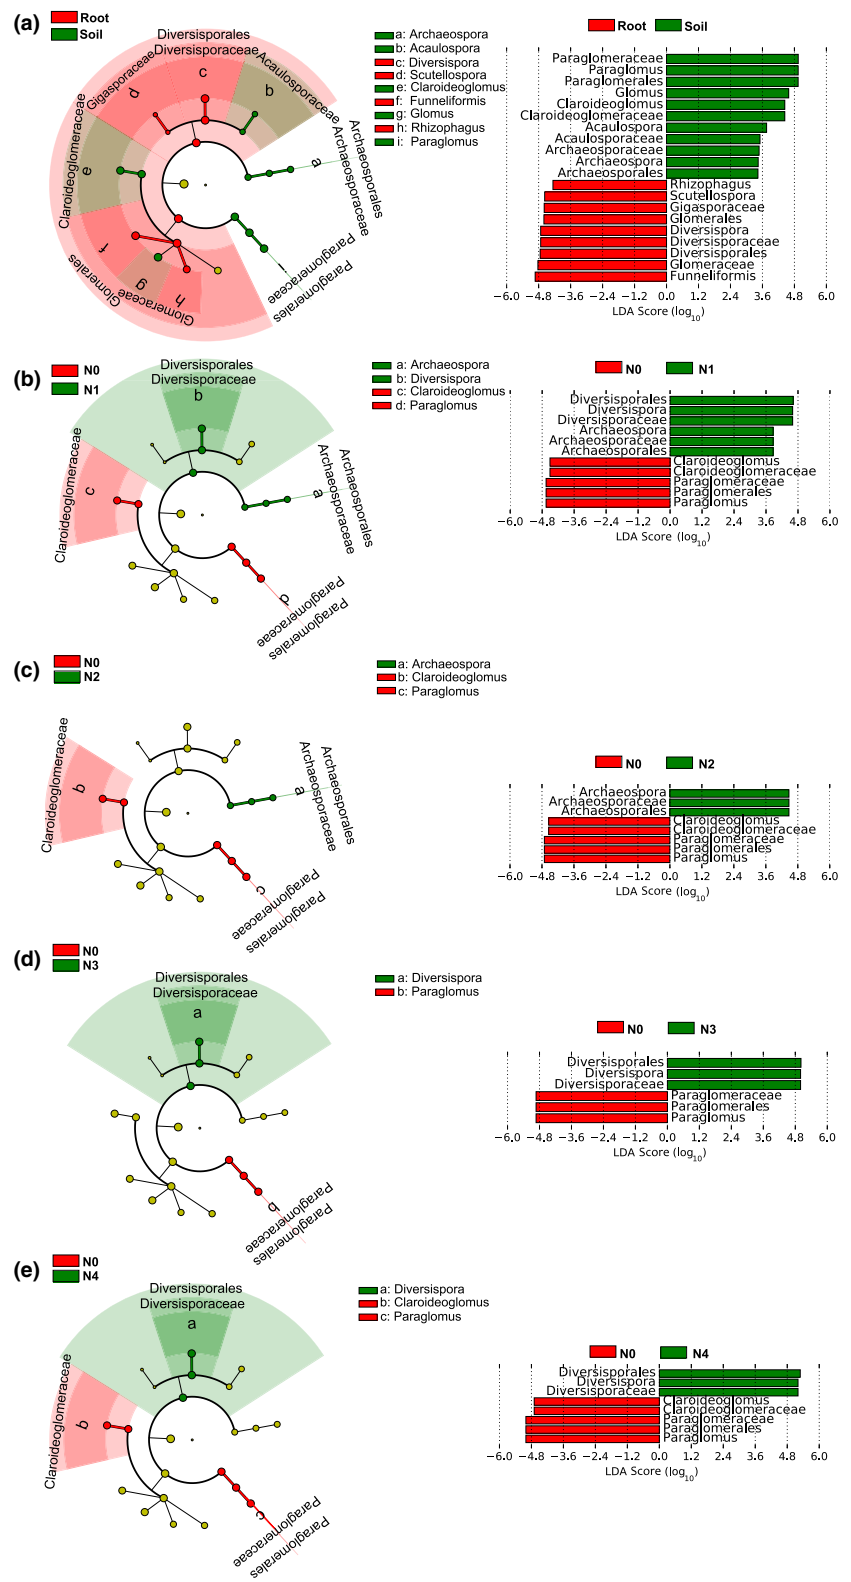 (a)
Root
Soil
Diversisporales
Diversisporaceae
Gigasporaceae
Acaulosporaceae
Claroideoglomeraceae
Archaeosporales
Archaeosporaceae
Glomerales
Glomeraceae
Paraglomerales
Paraglomeraceae
a
b
c
d
e
f
g
h
i
a: Archaeospora
b: Acaulospora
c: Diversispora
d: Scutellospora
e: Claroideoglomus
f: Funneliformis
g: Glomus
h: Rhizophagus
i: Paraglomus
Root Soil
Paraglomeraceae
Paraglomus
Paraglomerales
Glomus
Claroideoglomus
Claroideoglomeraceae
Acaulospora
Acaulosporaceae
Archaeosporaceae
Archaeospora
Archaeosporales
Rhizophagus
Scutellospora
Gigasporaceae
Glomerales
Diversispora
Diversisporaceae
Diversisporales
Glomeraceae
Funneliformis
−6.0 −4.8 −3.6 −2.4 −1.2 0.0 1.2 2.4 3.6 4.8 6.0
LDA Score (log10)
(b)
N0
N1
Diversisporales
Diversisporaceae
b
Claroideoglomeraceae
c
Archaeosporales
Archaeosporaceae
a
d
Paraglomeraceae
Paraglomerales
a: Archaeospora
b: Diversispora
c: Claroideoglomus
d: Paraglomus
N0 N1
Diversisporales
Diversispora
Diversisporaceae
Archaeospora
Archaeosporaceae
Archaeosporales
Claroideoglomus
Claroideoglomeraceae
Paraglomeraceae
Paraglomerales
Paraglomus
−6.0 −4.8 −3.6 −2.4 −1.2 0.0 1.2 2.4 3.6 4.8 6.0
LDA Score (log10)
(c)
N0
N2
Claroideoglomeraceae
b
Archaeosporales
Archaeosporaceae
a
c
Paraglomeraceae
Paraglomerales
a: Archaeospora
b: Claroideoglomus
c: Paraglomus
N0 N2
Archaeospora
Archaeosporaceae
Archaeosporales
Claroideoglomus
Claroideoglomeraceae
Paraglomeraceae
Paraglomerales
Paraglomus
−6.0 −4.8 −3.6 −2.4 −1.2 0.0 1.2 2.4 3.6 4.8 6.0
LDA Score (log10)
(d)
N0
N3
Diversisporales
Diversisporaceae
a
b
Paraglomeraceae
Paraglomerales
a: Diversispora
b: Paraglomus
N0 N3
Diversisporales
Diversispora
Diversisporaceae
Paraglomeraceae
Paraglomerales
Paraglomus
−6.0 −4.8 −3.6 −2.4 −1.2 0.0 1.2 2.4 3.6 4.8 6.0
LDA Score (log10)
(e)
N0
N4
Diversisporales
Diversisporaceae
a
Claroideoglomeraceae
b
c
Paraglomeraceae
Paraglomerales
a: Diversispora
b: Claroideoglomus
c: Paraglomus
N0 N4
Diversisporales
Diversispora
Diversisporaceae
Claroideoglomus
Claroideoglomeraceae
Paraglomeraceae
Paraglomerales
Paraglomus
−6.0 −4.8 −3.6 −2.4 −1.2 0.0 1.2 2.4 3.6 4.8 6.0
LDA Score (log10)